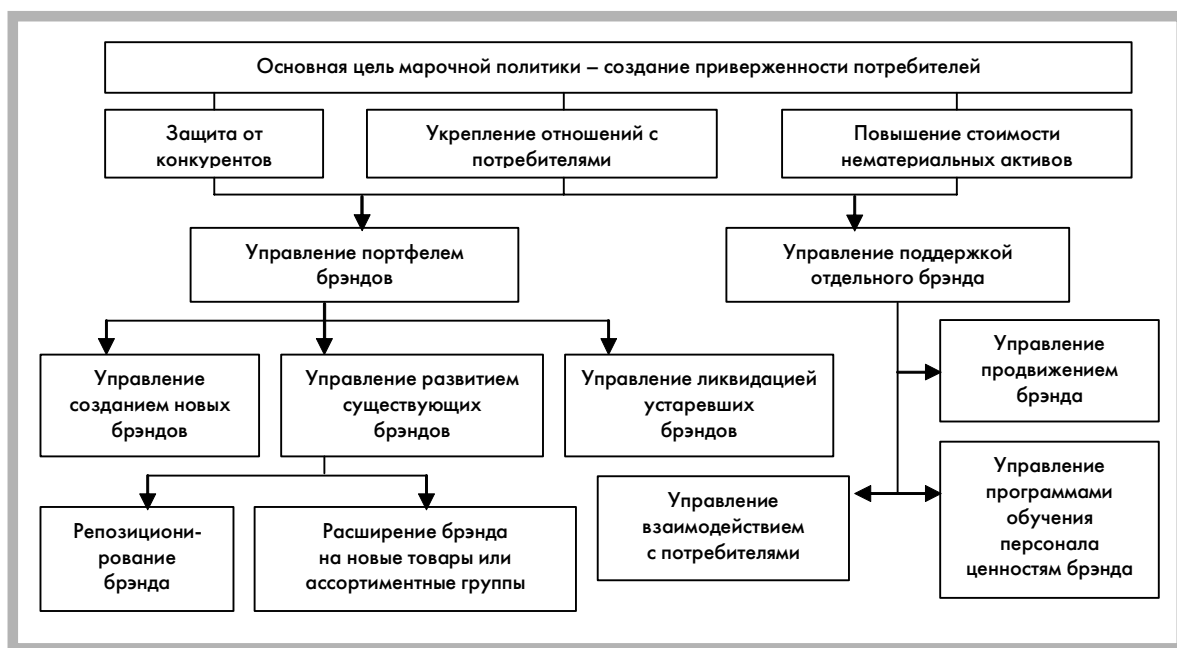 Основная цель марочной политики – создание приверженности потребителей
Защита от
конкурентов
Укрепление отношений с
потребителями
Повышение стоимости
нематериальных активов
Управление портфелем
брэндов
Управление поддержкой
отдельного брэнда
Управление
созданием новых
брэндов
Управление развитием
существующих
брэндов
Управление ликвидацией
устаревших
брэндов
Управление
продвижением
брэнда
Репозициони-
рование
брэнда
Расширение брэнда
на новые товары или
ассортиментные группы
Управление
взаимодействием
с потребителями
Управление
программами
обучения
персонала
ценностям брэнда